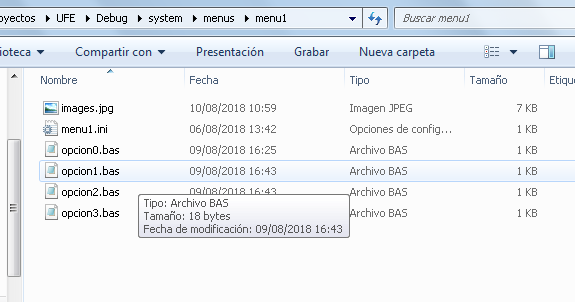 oyectos ▸ UFE ▸ Debug ▸ system ▸ menus ▸ menu1
Buscar menu1
ioteca Compartir con Presentación Grabar Nueva carpeta
Nombre Fecha Tipo Tamaño Etique
images.jpg 10/08/2018 10:59 Imagen JPEG 7 KB
menu1.ini 06/08/2018 13:42 Opciones de config... 1 KB
opcion0.bas 09/08/2018 16:25 Archivo BAS 1 KB
opcion1.bas 09/08/2018 16:43 Archivo BAS 1 KB
opcion2.bas 09/08/2018 16:43 Archivo BAS 1 KB
opcion3.bas Archivo BAS 1 KB
Tipo: Archivo BAS
Tamaño: 18 bytes
Fecha de modificación: 09/08/2018 16:43